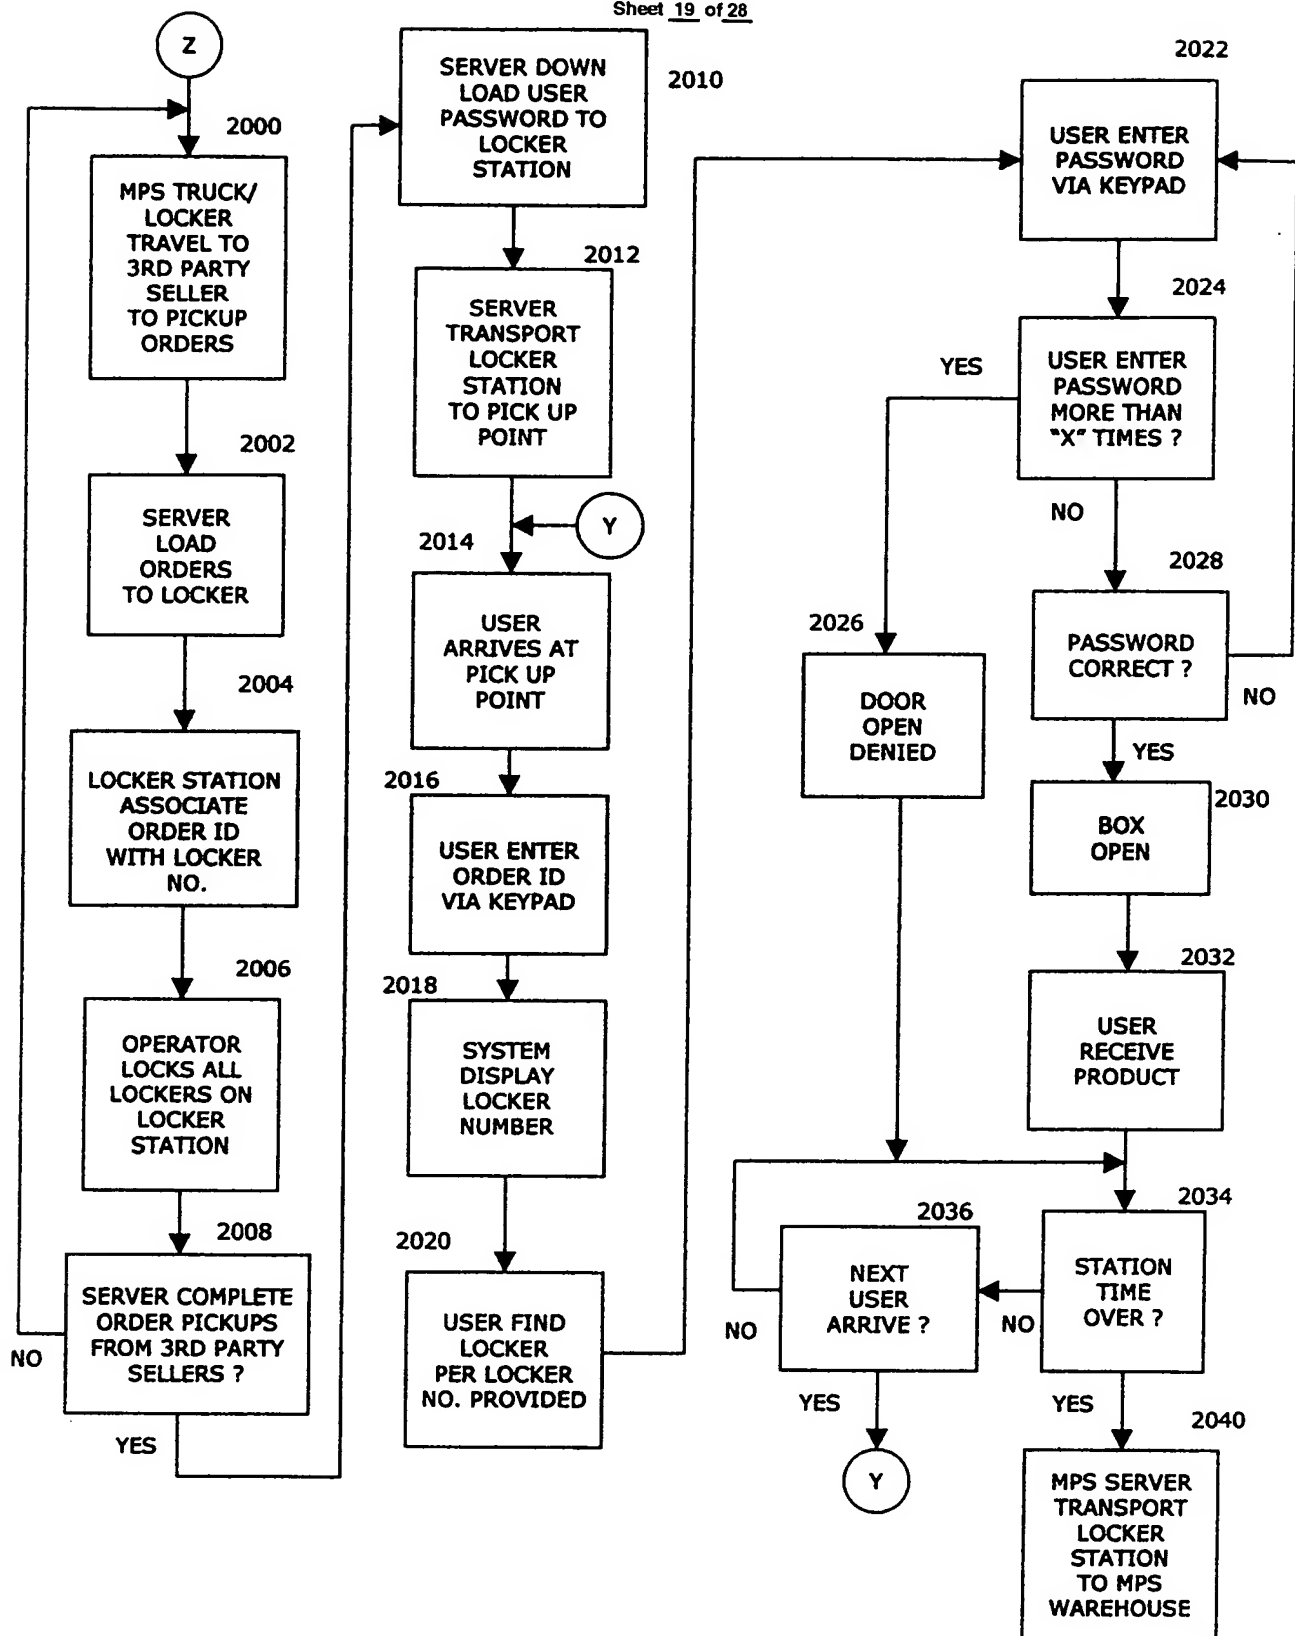 Sheet 19 of 28
Z
2000
MPS TRUCK/
LOCKER
TRAVEL TO
3RD PARTY
SELLER
TO PICKUP
ORDERS
2002
SERVER
LOAD
ORDERS
TO LOCKER
2004
LOCKER STATION
ASSOCIATE
ORDER ID
WITH LOCKER
NO.
2006
OPERATOR
LOCKS ALL
LOCKERS ON
LOCKER
STATION
2008
SERVER COMPLETE
ORDER PICKUPS
FROM 3RD PARTY
SELLERS ?
NO
YES
2010
SERVER DOWN
LOAD USER
PASSWORD TO
LOCKER
STATION
2012
SERVER
TRANSPORT
LOCKER
STATION
TO PICK UP
POINT
Y
2014
USER
ARRIVES AT
PICK UP
POINT
2016
USER ENTER
ORDER ID
VIA KEYPAD
2018
SYSTEM
DISPLAY
LOCKER
NUMBER
2020
USER FIND
LOCKER
PER LOCKER
NO. PROVIDED
2022
USER ENTER
PASSWORD
VIA KEYPAD
2024
USER ENTER
PASSWORD
MORE THAN
"X" TIMES ?
YES
NO
2026
DOOR
OPEN
DENIED
2028
PASSWORD
CORRECT ?
NO
YES
2030
BOX
OPEN
2032
USER
RECEIVE
PRODUCT
2034
STATION
TIME
OVER ?
NO
YES
2036
NEXT
USER
ARRIVE ?
NO
YES
Y
2040
MPS SERVER
TRANSPORT
LOCKER
STATION
TO MPS
WAREHOUSE